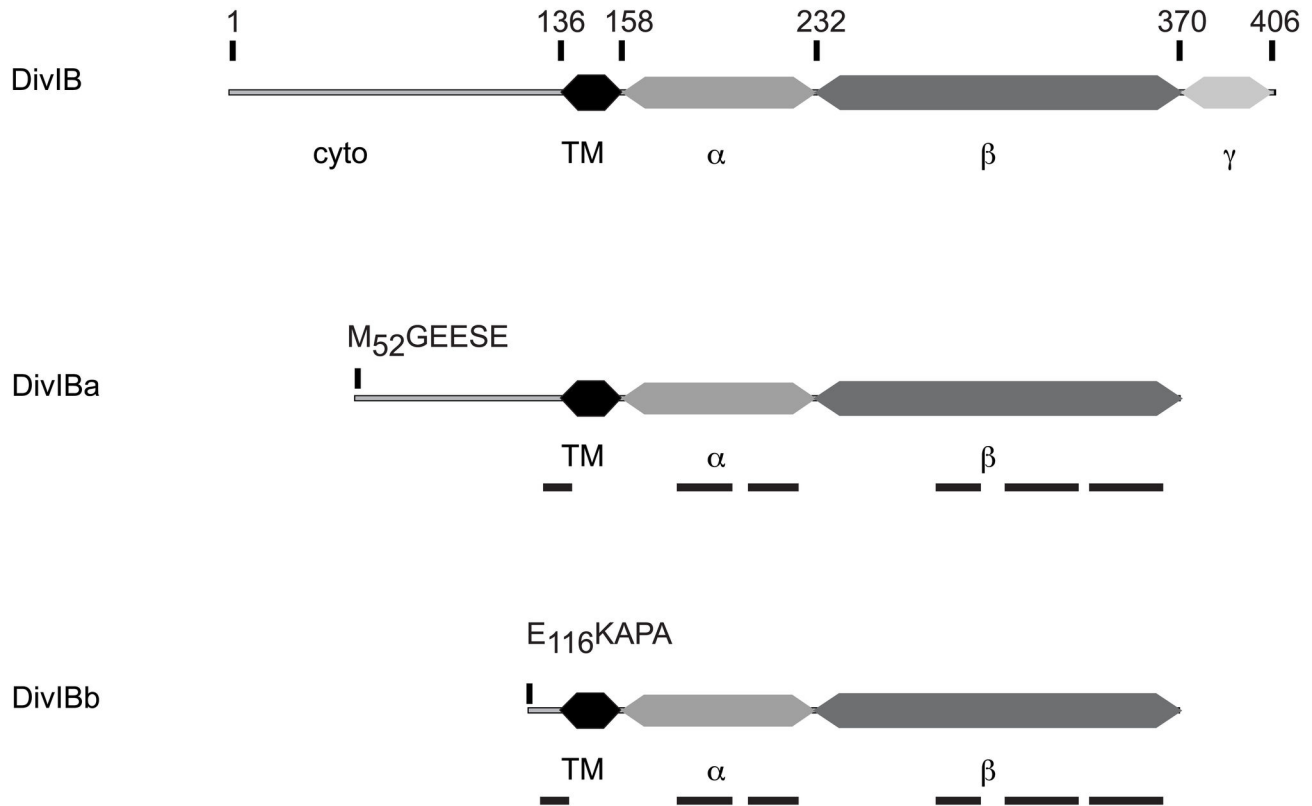 1 136 158 232 370 406
DivIB
cyto TM α β γ
M52GEESE
DivIBa
TM α β
E116KAPA
DivIBb
TM α β